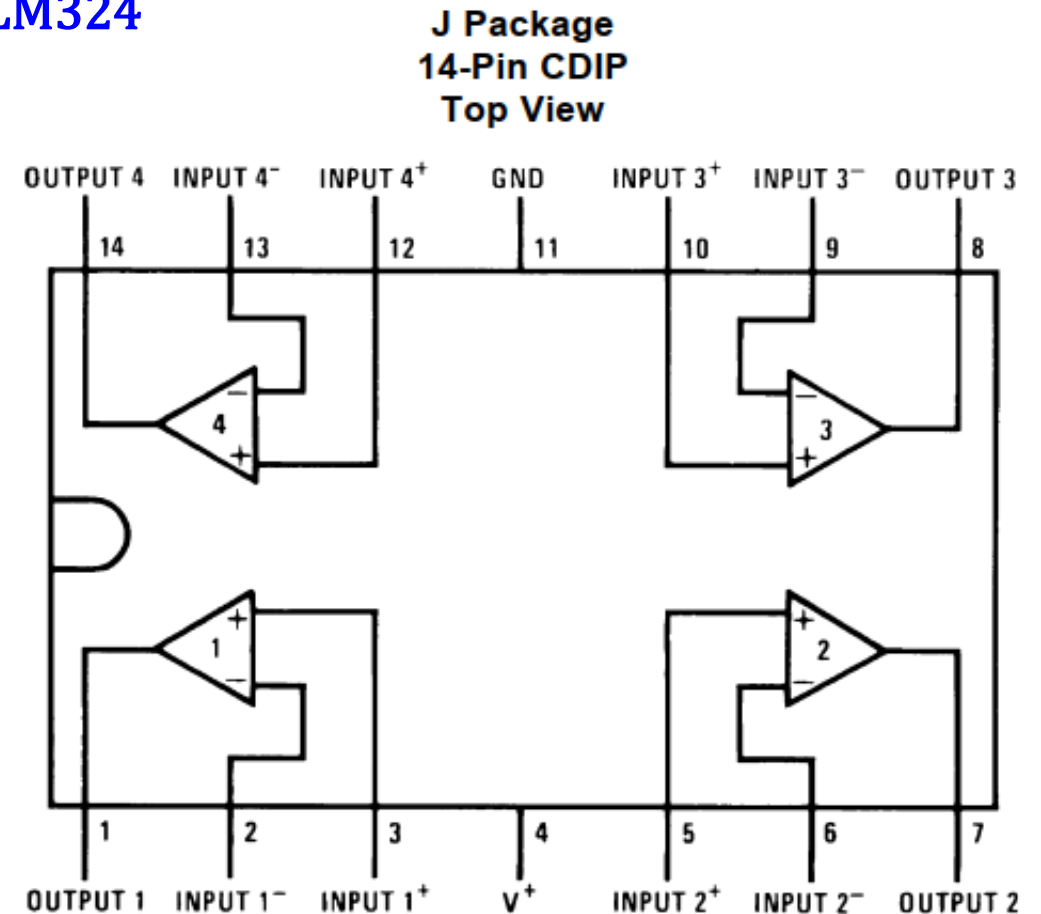 LM324
J Package
14-Pin CDIP
Top View
OUTPUT 4 INPUT 4⁻ INPUT 4⁺ GND INPUT 3⁺ INPUT 3⁻ OUTPUT 3
14 13 12 11 10 9 8
− −
4 3
+ +
+ +
1 2
− −
1 2 3 4 5 6 7
OUTPUT 1 INPUT 1⁻ INPUT 1⁺ V⁺ INPUT 2⁺ INPUT 2⁻ OUTPUT 2